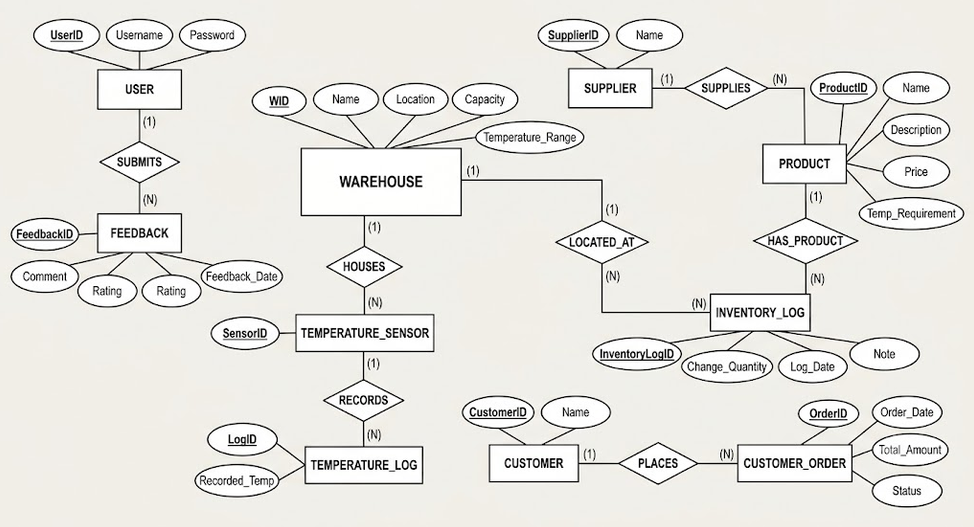 UserID
Username
Password
USER
(1)
SUBMITS
(N)
FeedbackID
FEEDBACK
Comment
Rating
Rating
Feedback_Date
WID
Name
Location
Capacity
Temperature_Range
WAREHOUSE
(1)
(1)
HOUSES
(N)
SensorID
TEMPERATURE_SENSOR
(1)
RECORDS
(N)
LogID
Recorded_Temp
TEMPERATURE_LOG
(1)
LOCATED_AT
(N)
(N)
SupplierID
Name
SUPPLIER
(1)
SUPPLIES
(N)
ProductID
Name
Description
Price
Temp_Requirement
PRODUCT
(1)
HAS_PRODUCT
(N)
INVENTORY_LOG
InventoryLogID
Change_Quantity
Log_Date
Note
CustomerID
Name
CUSTOMER
(1)
PLACES
(N)
CUSTOMER_ORDER
OrderID
Order_Date
Total_Amount
Status